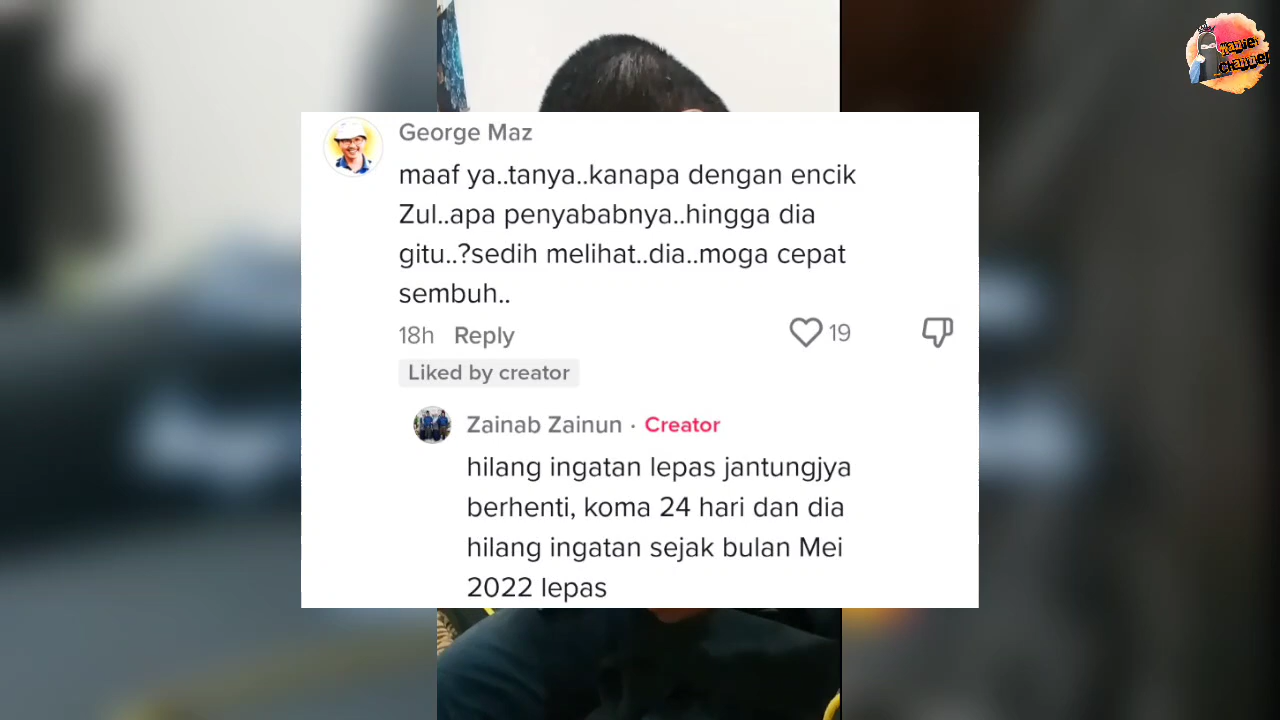 Channel
George Maz
maaf ya..tanya..kanapa dengan encik
Zul..apa penyababnya..hingga dia
gitu..?sedih melihat..dia..moga cepat
sembuh..
18h Reply
19
Liked by creator
Zainab Zainun · Creator
hilang ingatan lepas jantungjya
berhenti, koma 24 hari dan dia
hilang ingatan sejak bulan Mei
2022 lepas